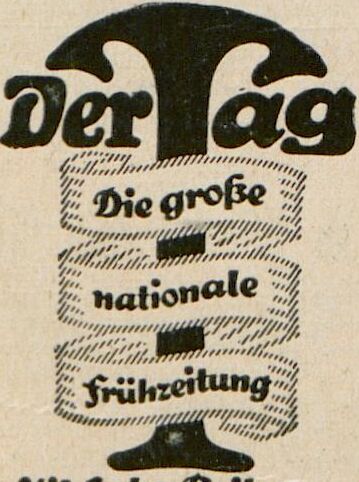 Der Tag
Die große
nationale
Frühzeitung